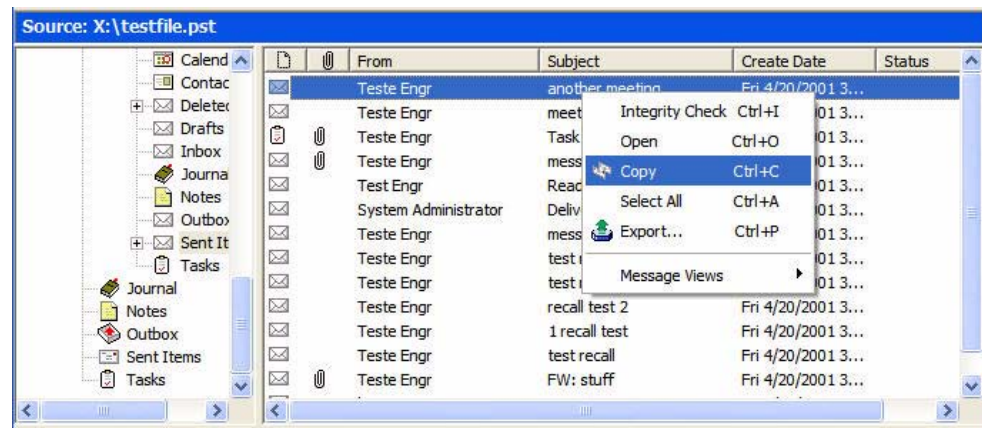 Source: X:\testfile.pst
Calend
Contac
Deleted
Drafts
Inbox
Journa
Notes
Outbox
Sent It
Tasks
Journal
Notes
Outbox
Sent Items
Tasks
From Subject Create Date Status
Teste Engr another meeting Fri 4/20/2001 3...
Teste Engr meet 01 3...
Teste Engr Task 01 3...
Teste Engr mess 01 3...
Test Engr Read 01 3...
System Administrator Deliv 01 3...
Teste Engr mess 01 3...
Teste Engr test 01 3...
Teste Engr test 01 3...
Teste Engr recall test 2 Fri 4/20/2001 3...
Teste Engr 1 recall test Fri 4/20/2001 3...
Teste Engr test recall Fri 4/20/2001 3...
Teste Engr FW: stuff Fri 4/20/2001 3...
Integrity Check Ctrl+I
Open Ctrl+O
Copy Ctrl+C
Select All Ctrl+A
Export... Ctrl+P
Message Views